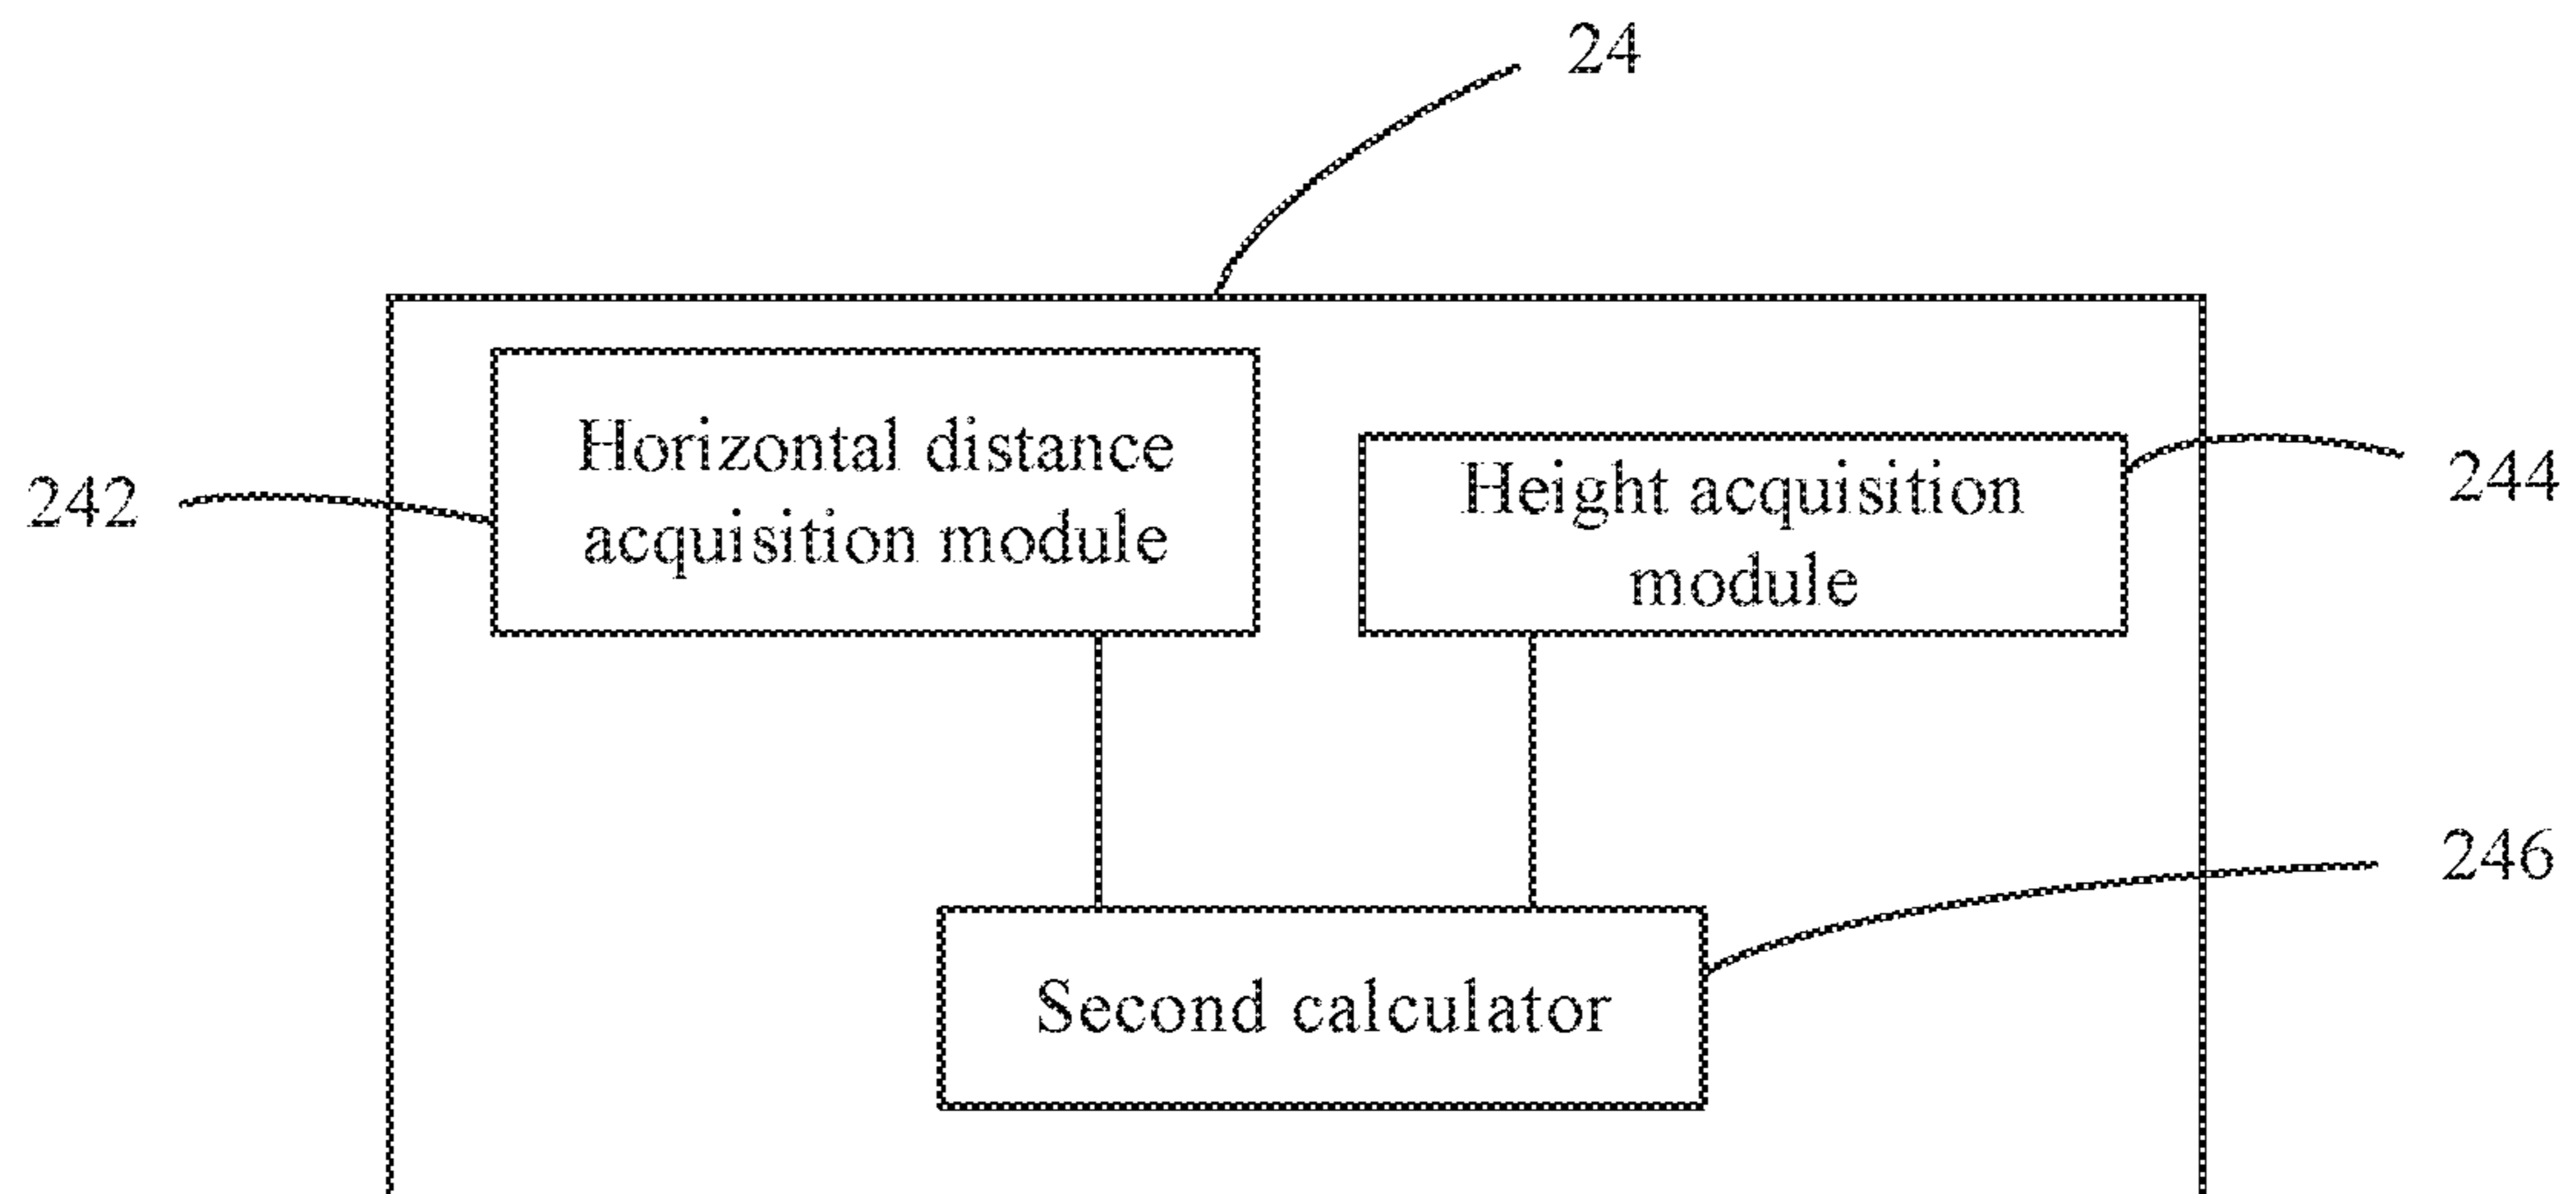 24
Horizontal distance
acquisition module
242
Height acquisition
module
244
246
Second calculator